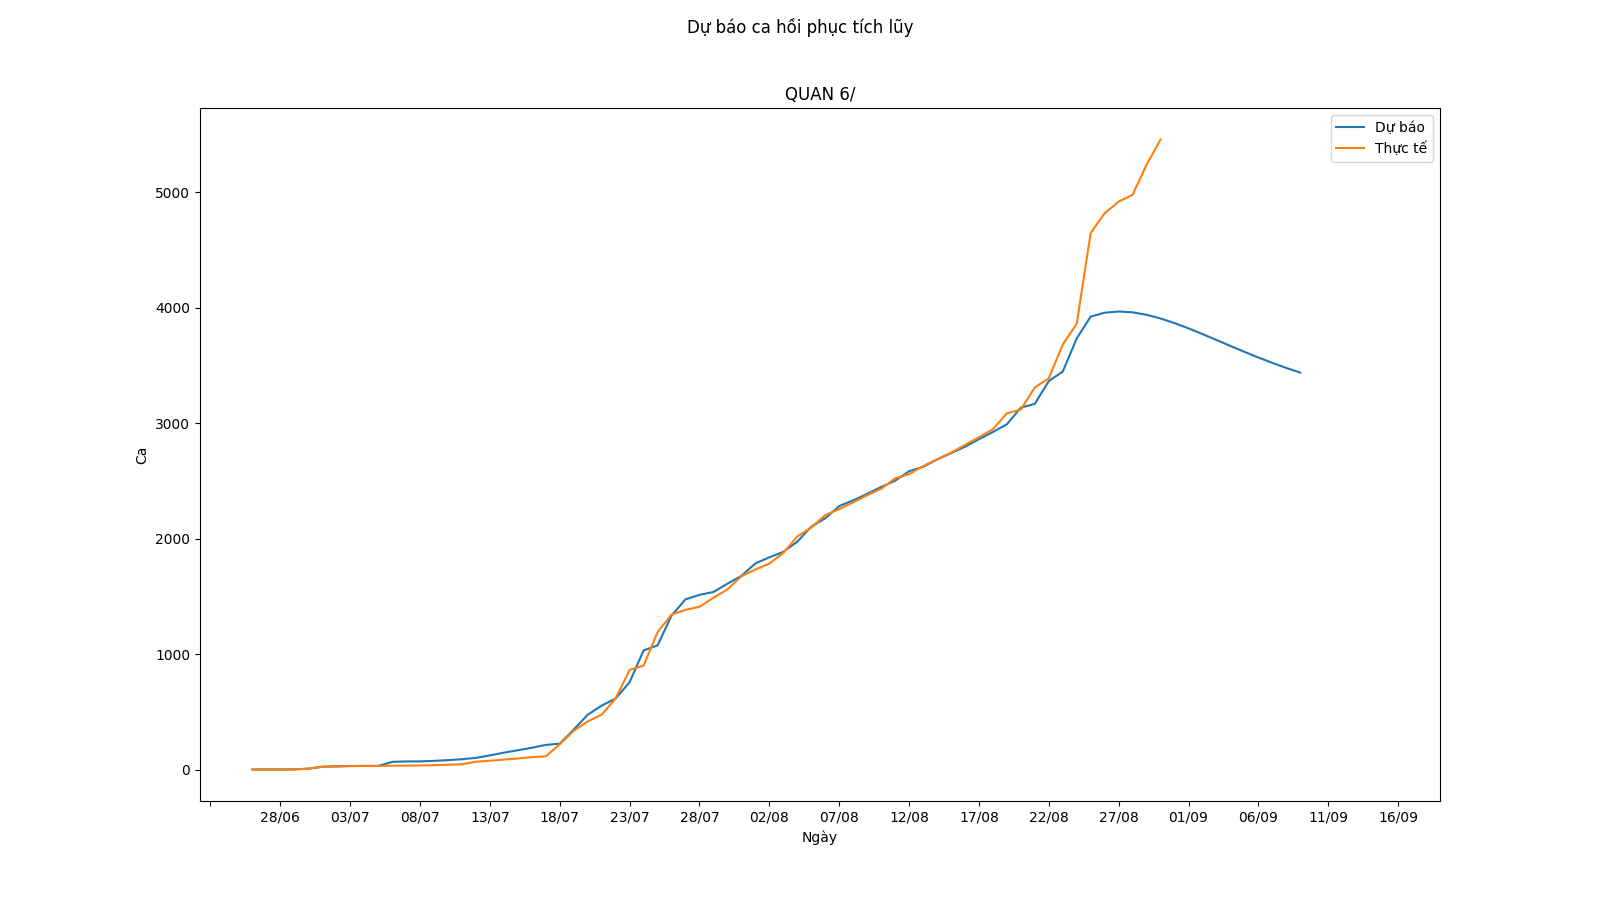 Dự báo ca hồi phục tích lũy
QUAN 6/
Dự báo
Thực tế
5000
4000
3000
2000
1000
0
Ca
28/06 03/07 08/07 13/07 18/07 23/07 28/07 02/08 07/08 12/08 17/08 22/08 27/08 01/09 06/09 11/09 16/09
Ngày